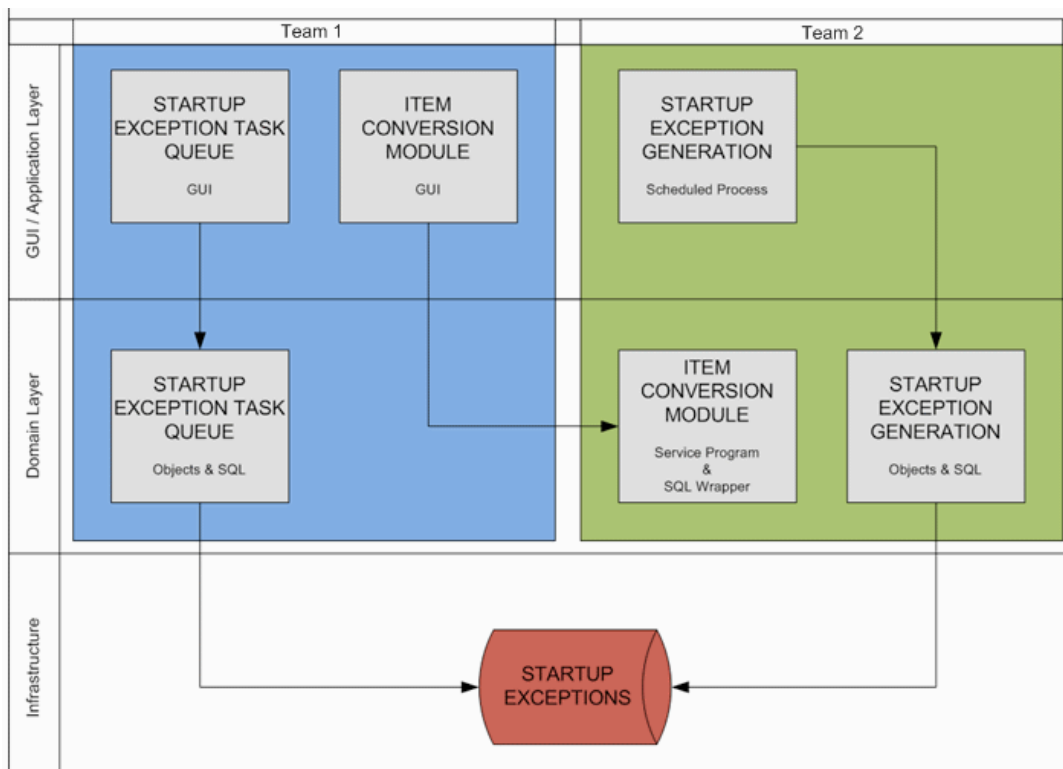 Team 1
Team 2
GUI / Application Layer
STARTUP
EXCEPTION TASK
QUEUE
GUI
ITEM
CONVERSION
MODULE
GUI
STARTUP
EXCEPTION
GENERATION
Scheduled Process
Domain Layer
STARTUP
EXCEPTION TASK
QUEUE
Objects & SQL
ITEM
CONVERSION
MODULE
Service Program
&
SQL Wrapper
STARTUP
EXCEPTION
GENERATION
Objects & SQL
Infrastructure
STARTUP
EXCEPTIONS